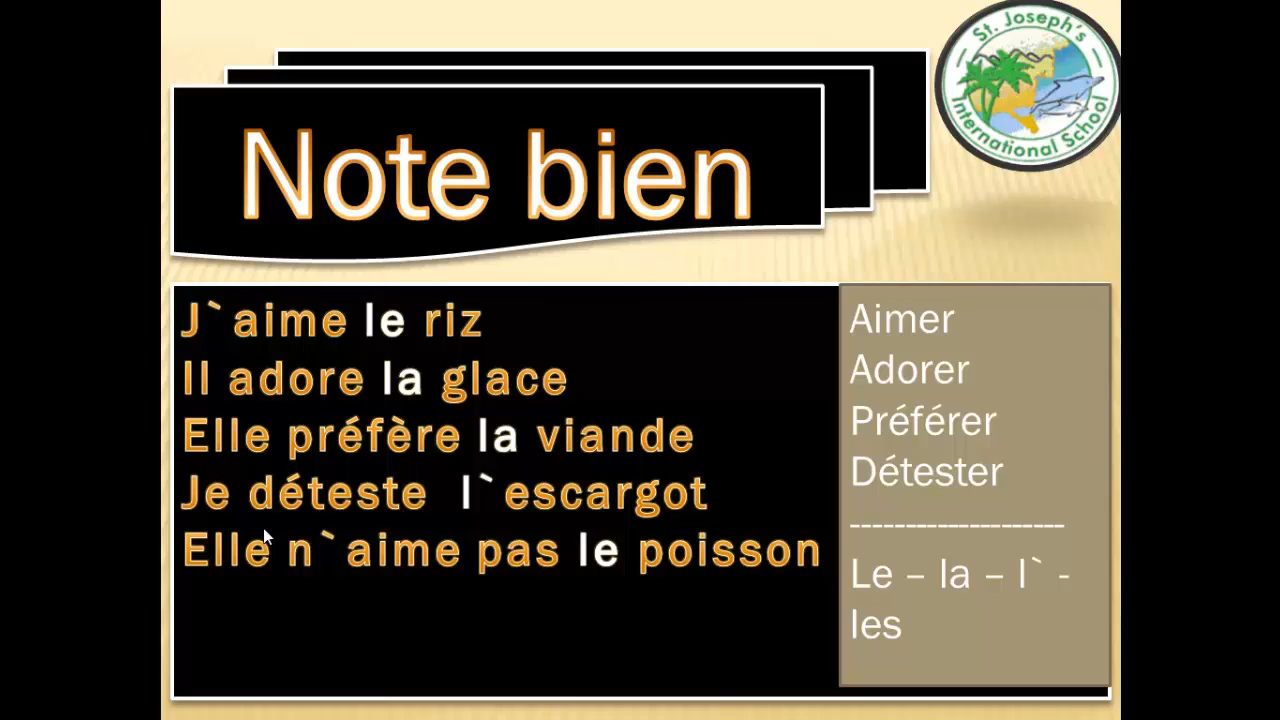 St. Joseph's
International School
Note bien
J`aime le riz
Il adore la glace
Elle préfère la viande
Je déteste l`escargot
Elle n`aime pas le poisson
Aimer
Adorer
Préférer
Détester
--------------------
Le – la – l` -
les